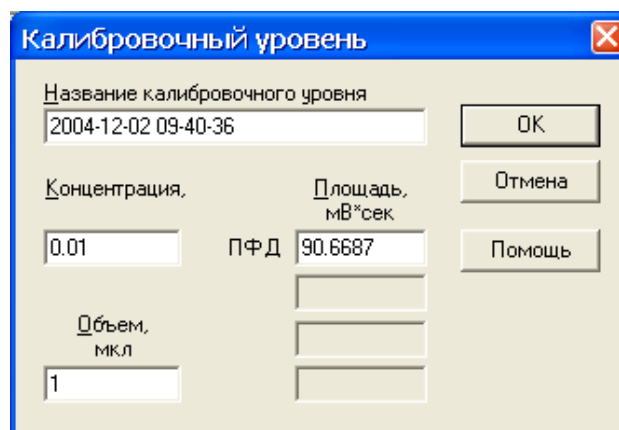 Калибровочный уровень
Название калибровочного уровня
2004-12-02 09-40-36
OK
Отмена
Концентрация,
Площадь,
мВ*сек
0.01
ПФД
90.6687
Помощь
Объем,
мкл
1